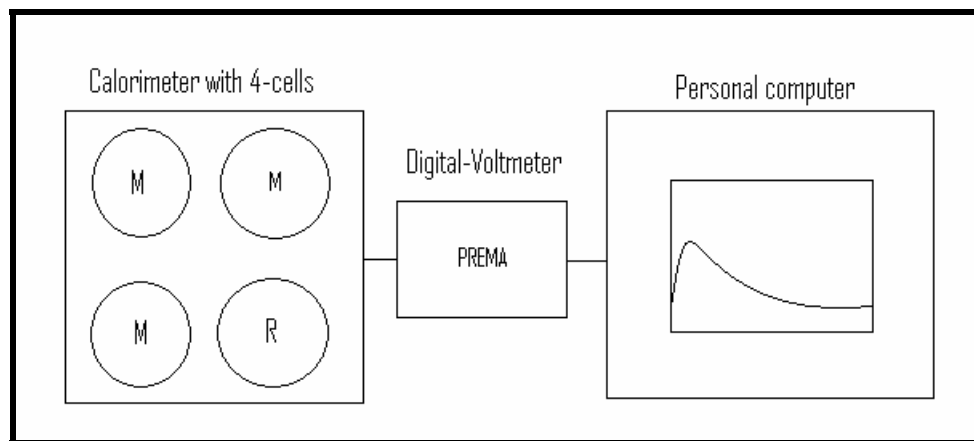 Calorimeter with 4-cells
Personal computer
Digital-Voltmeter
M
M
PREMA
M
R